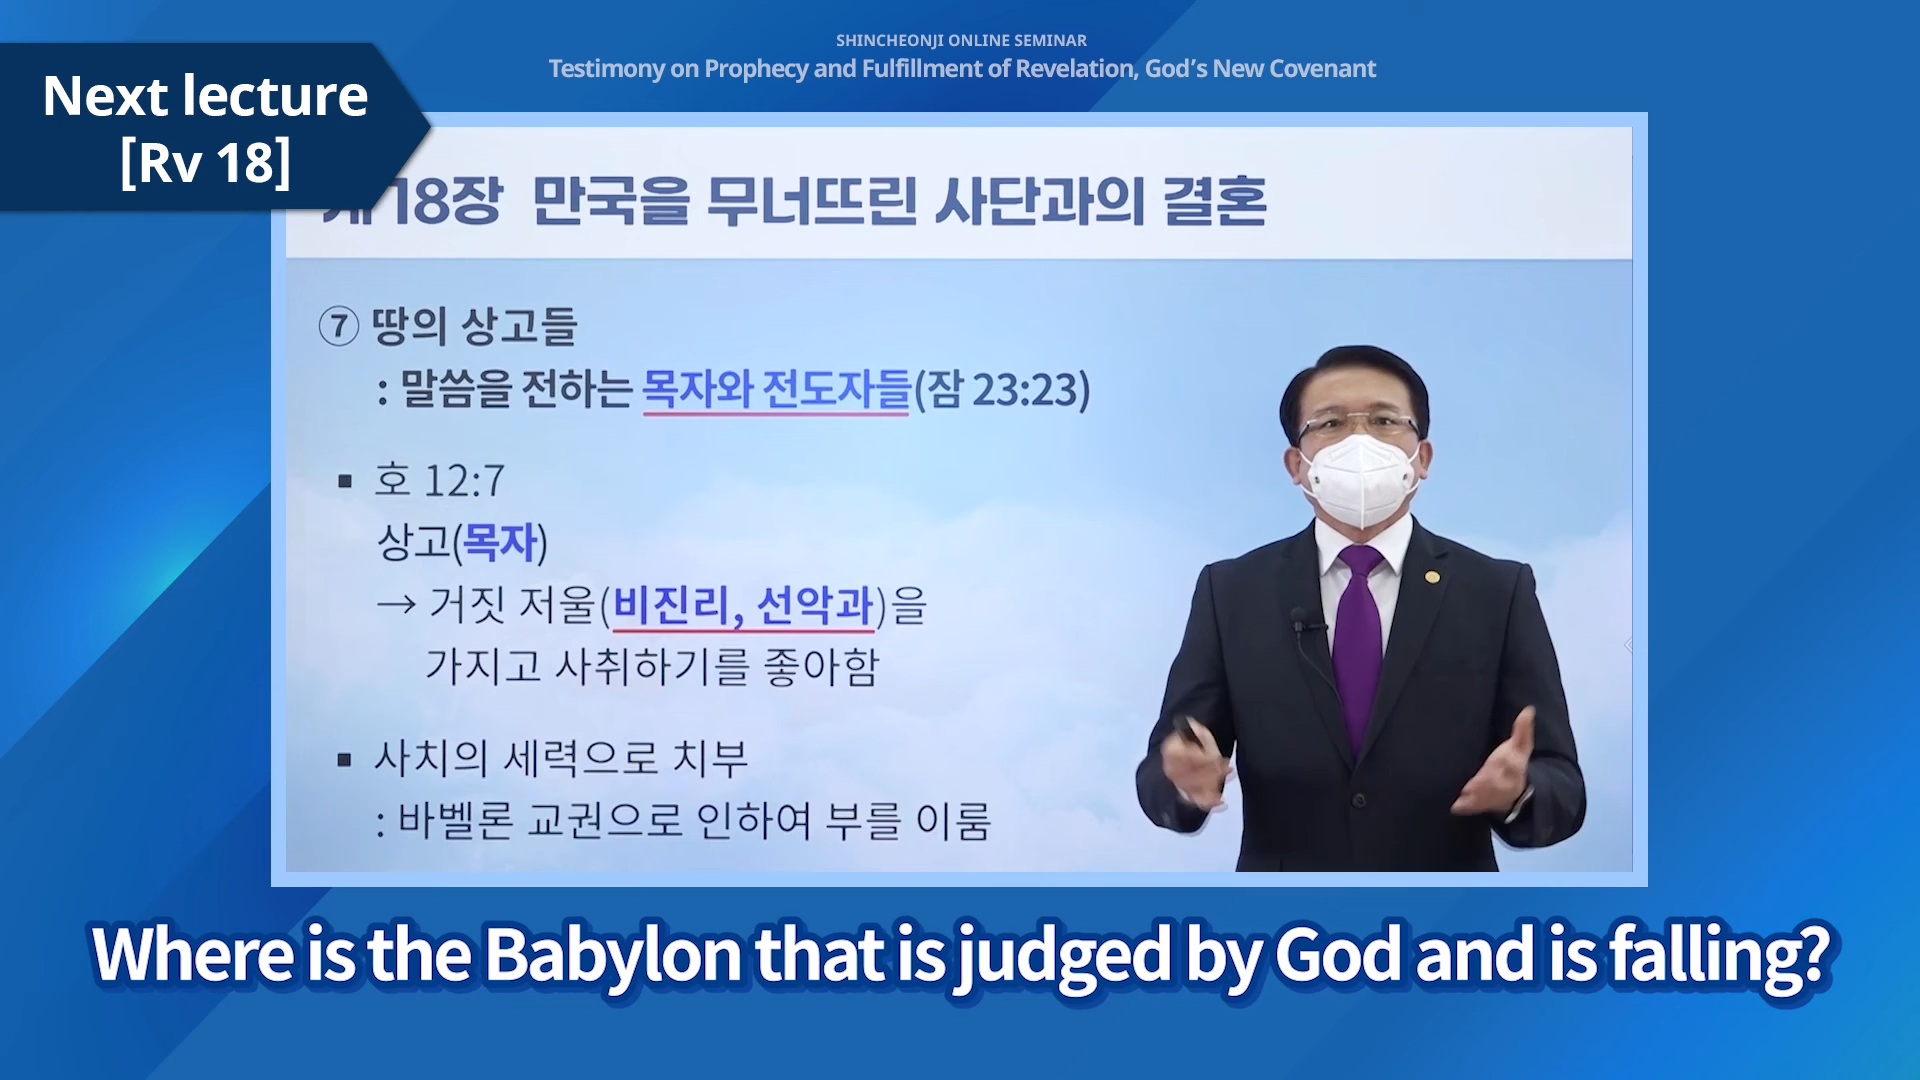 SHINCHEONJI ONLINE SEMINAR
Testimony on Prophecy and Fulfillment of Revelation, God's New Covenant
Next lecture
[Rv 18]
제18장 만국을 무너뜨린 사단과의 결혼
⑦ 땅의 상고들
: 말씀을 전하는 목자와 전도자들(잠 23:23)
▪ 호 12:7
상고(목자)
→ 거짓 저울(비진리, 선악과)을
가지고 사취하기를 좋아함
▪ 사치의 세력으로 치부
: 바벨론 교권으로 인하여 부를 이룸
Where is the Babylon that is judged by God and is falling?